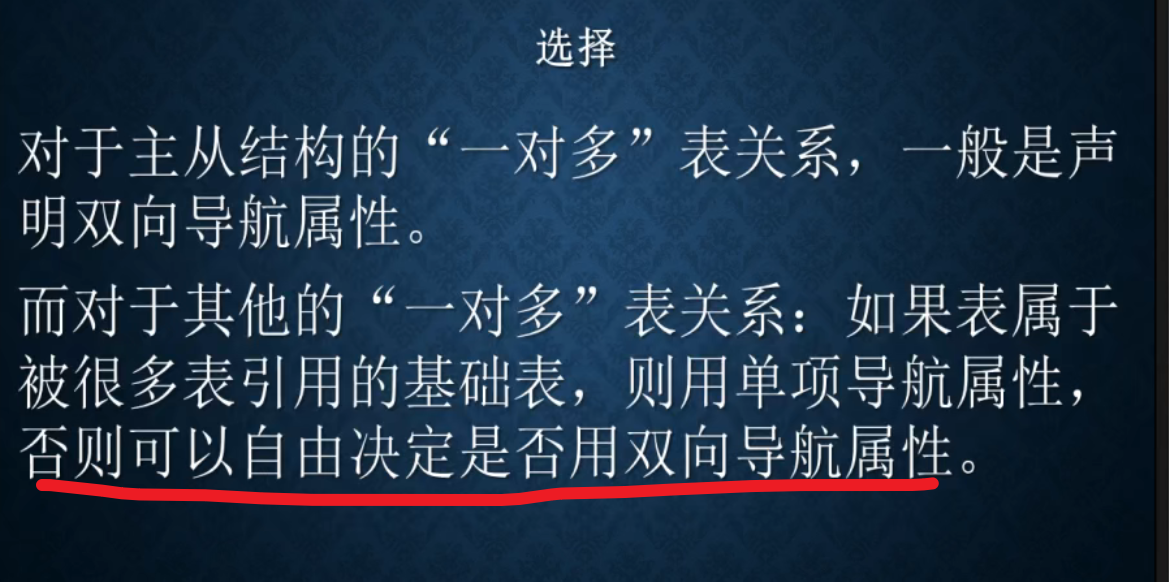 选择
对于主从结构的“一对多”表关系，一般是声
明双向导航属性。
而对于其他的“一对多”表关系：如果表属于
被很多表引用的基础表，则用单项导航属性，
否则可以自由决定是否用双向导航属性。